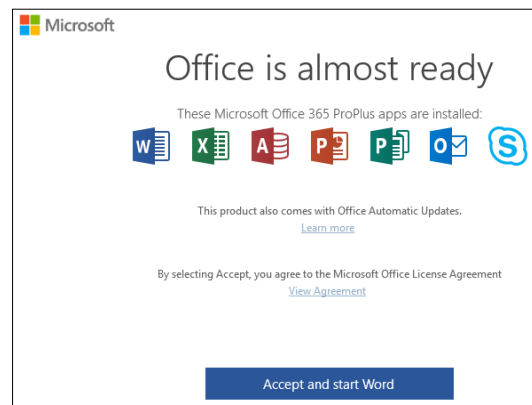 Microsoft
Office is almost ready
These Microsoft Office 365 ProPlus apps are installed:
W X A P P O S
This product also comes with Office Automatic Updates.
Learn more
By selecting Accept, you agree to the Microsoft Office License Agreement
View Agreement
Accept and start Word